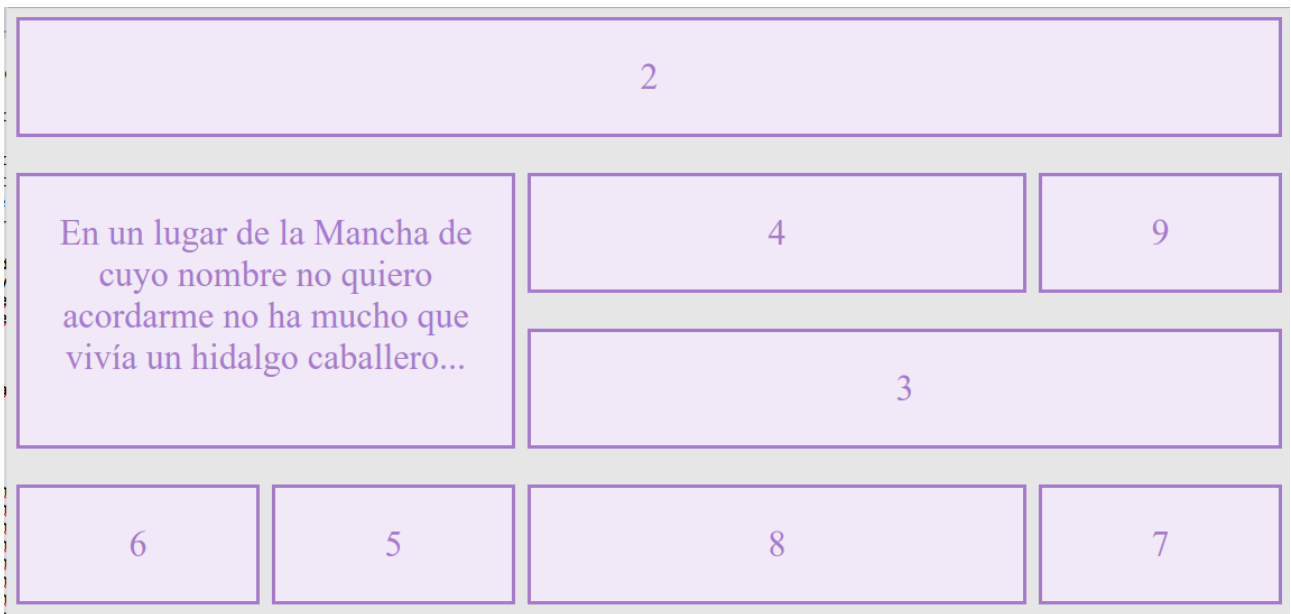 2
En un lugar de la Mancha de
cuyo nombre no quiero
acordarme no ha mucho que
vivía un hidalgo caballero...
4
9
3
6
5
8
7